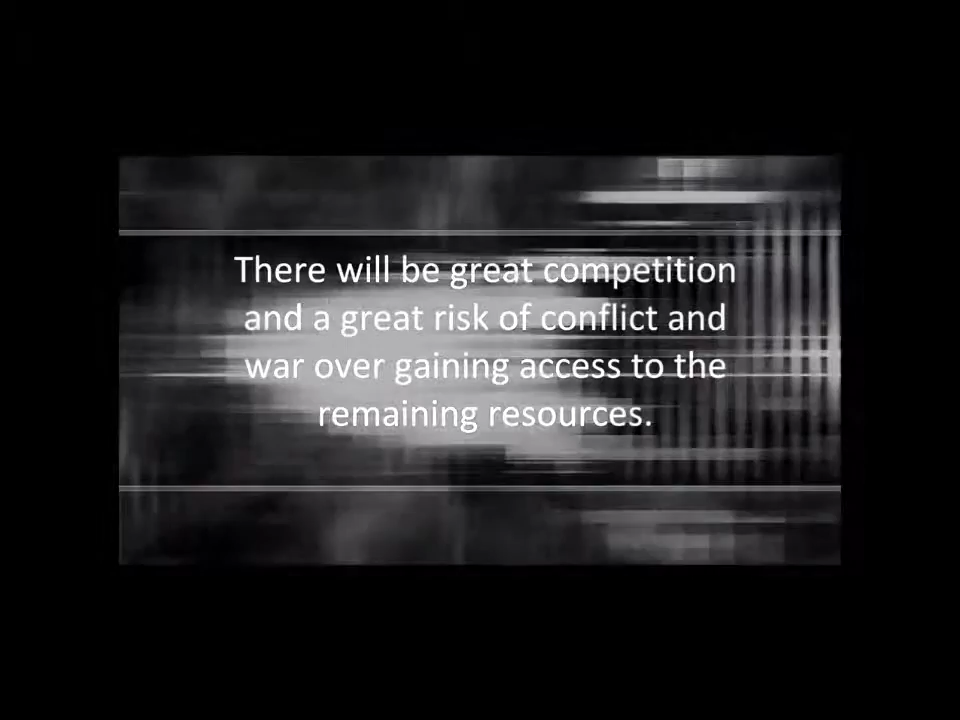 There will be great competition
and a great risk of conflict and
war over gaining access to the
remaining resources.